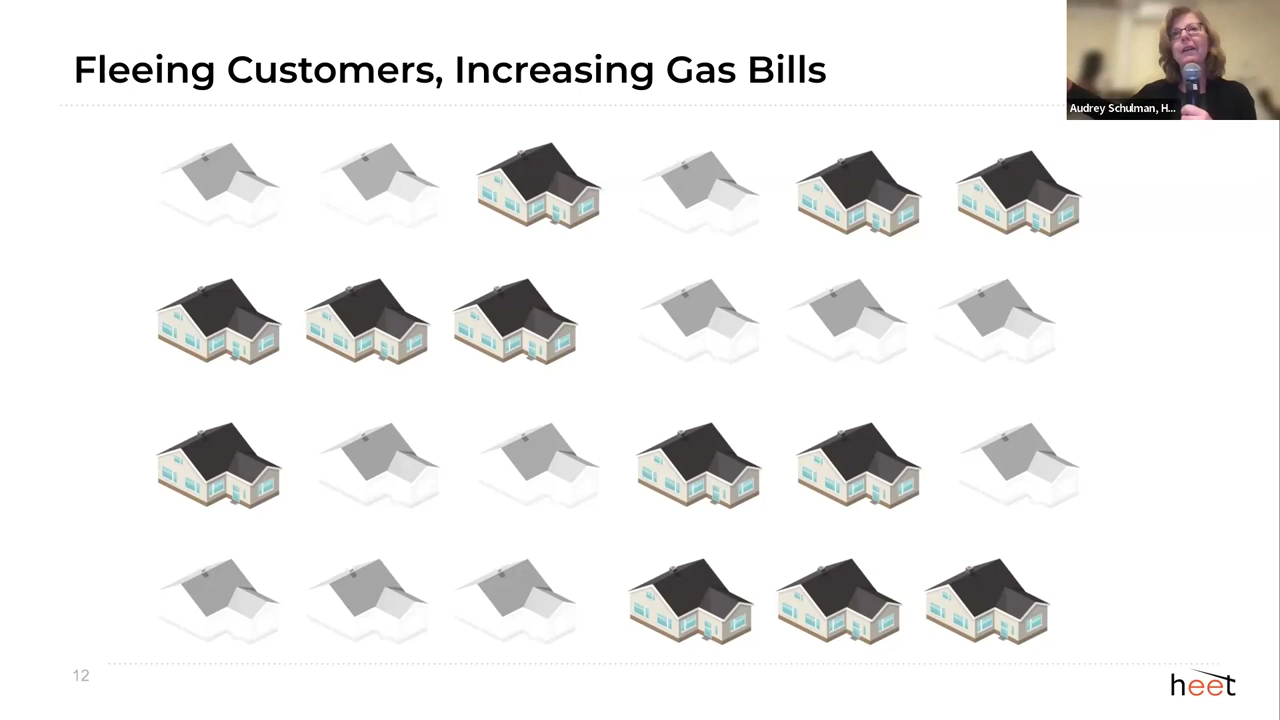 Fleeing Customers, Increasing Gas Bills
Audrey Schulman, H...
12
heet